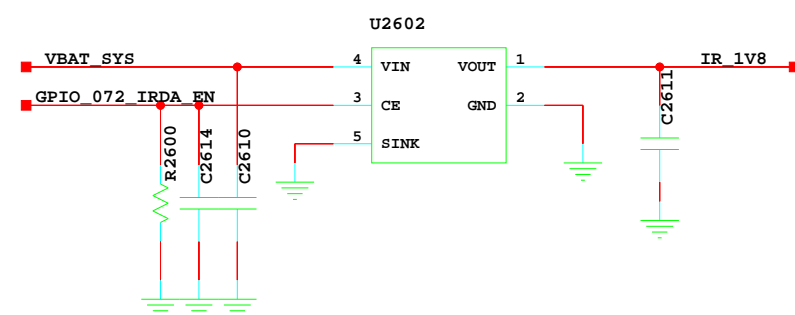 U2602
VBAT_SYS
4
VIN
VOUT
1
IR_1V8
GPIO_072_IRDA_EN
3
CE
GND
2
C2611
5
SINK
R2600
C2614
C2610